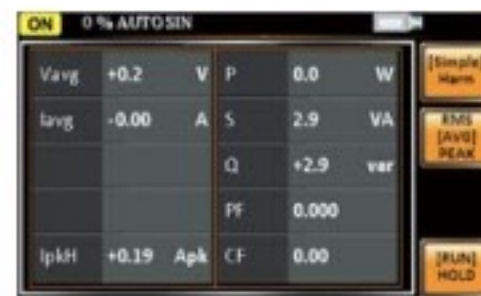 ON 0 % AUTO SIN
Vavg +0.2 V P 0.0 W
Iavg -0.00 A S 2.9 VA
Q +2.9 var
PF 0.000
IpkH +0.19 Apk CF 0.00
[Simple]
Harm
RMS
[AVG]
PEAK
[RUN]
HOLD